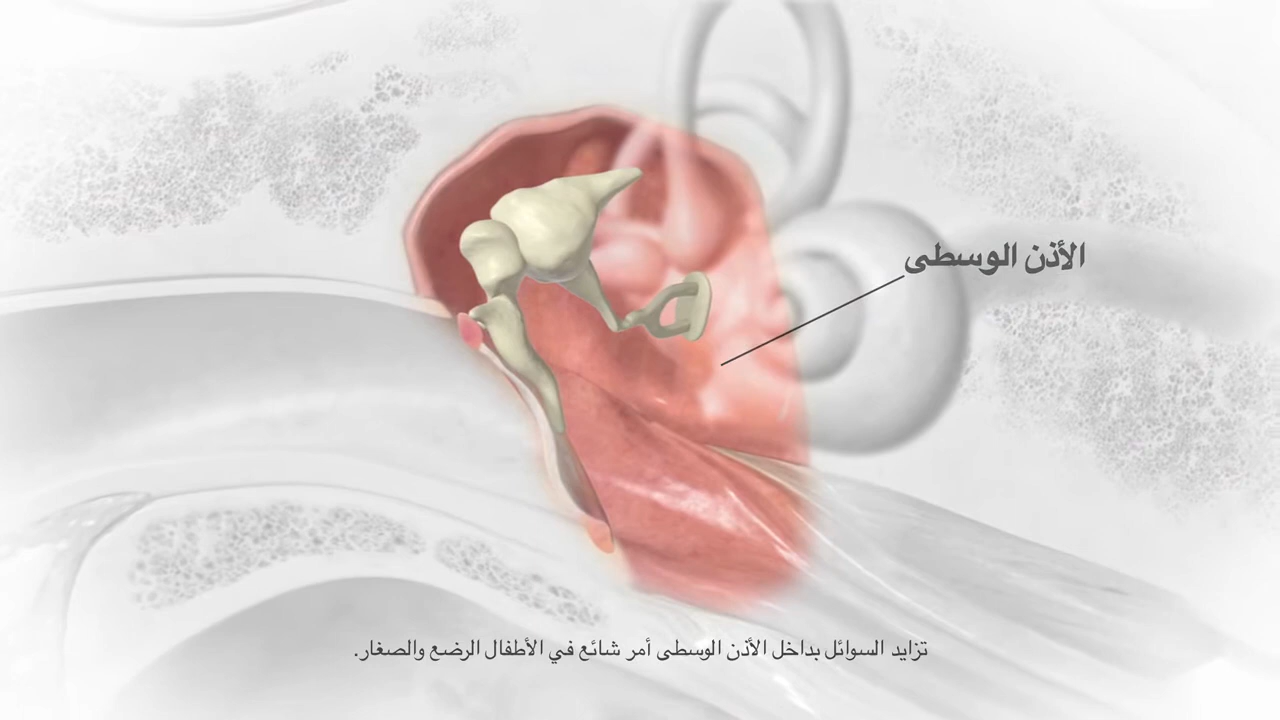 الأذن الوسطى
تزايد السوائل بداخل الأذن الوسطى أمر شائع في الأطفال الرضع والصغار.